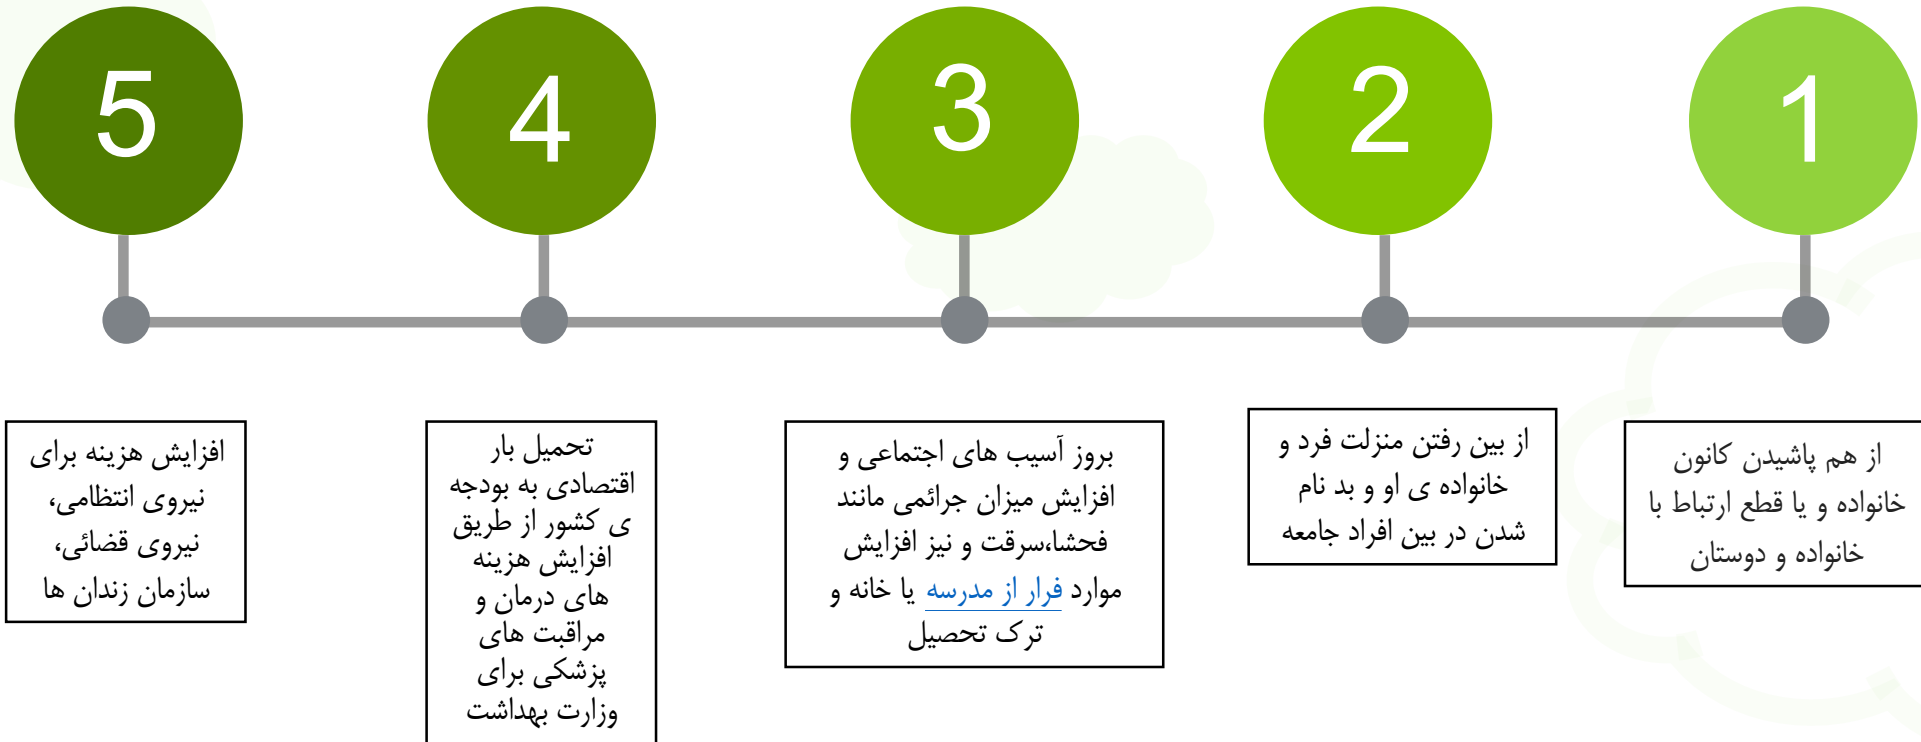 1
از هم پاشیدن کانون
خانواده و یا قطع ارتباط با
خانواده و دوستان
2
از بین رفتن منزلت فرد و
خانواده ی او و بد نام
شدن در بین افراد جامعه
3
بروز آسیب های اجتماعی و
افزایش میزان جرائمی مانند
فحشا،سرقت و نیز افزایش
موارد فرار از مدرسه یا خانه و
ترک تحصیل
4
تحمیل بار
اقتصادی به بودجه
ی کشور از طریق
افزایش هزینه
های درمان و
مراقبت های
پزشکی برای
وزارت بهداشت
5
افزایش هزینه برای
نیروی انتظامی،
نیروی قضائی،
سازمان زندان ها